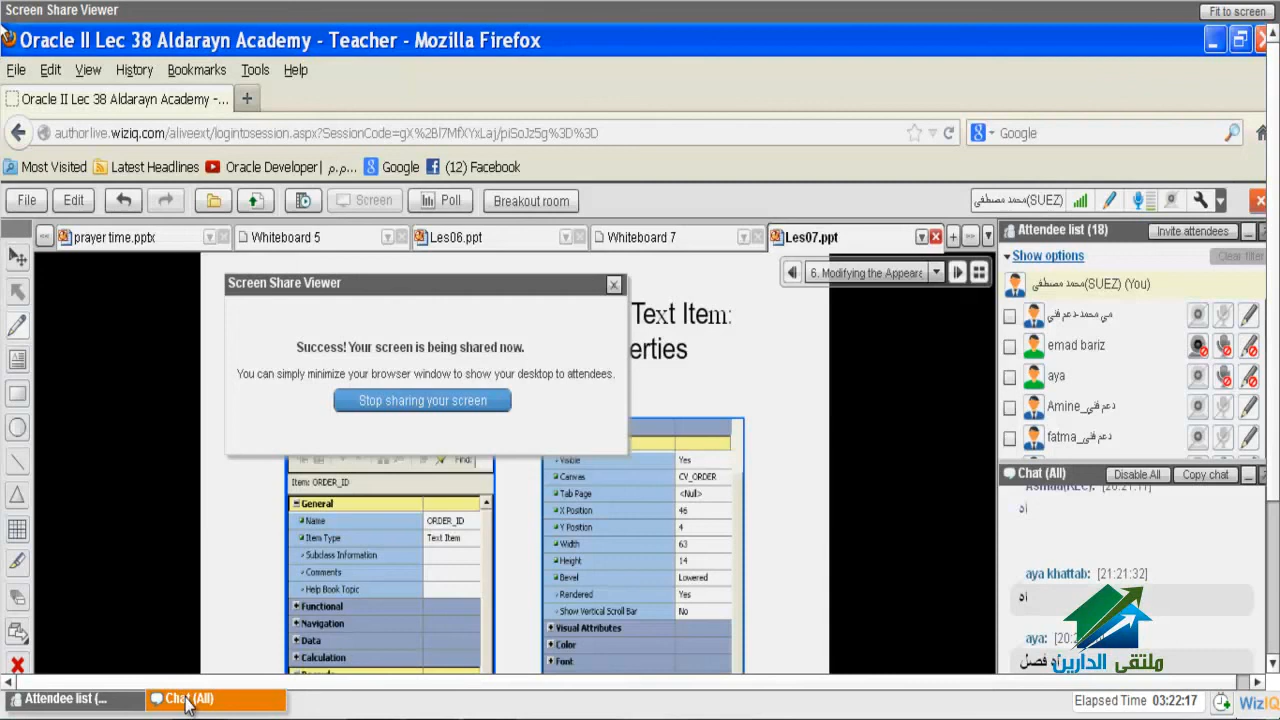 Screen Share Viewer
Fit to screen
Oracle II Lec 38 Aldarayn Academy - Teacher - Mozilla Firefox
File Edit View History Bookmarks Tools Help
Oracle II Lec 38 Aldarayn Academy -...
authorlive.wiziq.com/aliveext/logintosession.aspx?SessionCode=gX%2Bl7MfXYxLaj/piSoJz5g%3D%3D
Google
Most Visited Latest Headlines Oracle Developer| م.م... Google (12) Facebook
File Edit Screen Poll Breakout room
محمد مصطفى(SUEZ)
prayer time.pptx Whiteboard 5 Les06.ppt Whiteboard 7 Les07.ppt
Attendee list (18) Invite attendees
Show options Clear filter
محمد مصطفى(SUEZ) (You)
مي محمد-دعم فني
emad bariz
aya
Amine_دعم فنى
fatma_دعم فنى
6. Modifying the Appeara
Text Item:
erties
Screen Share Viewer
Success! Your screen is being shared now.
You can simply minimize your browser window to show your desktop to attendees.
Stop sharing your screen
Find:
Item: ORDER_ID
General
Name ORDER_ID
Item Type Text Item
Subclass Information
Comments
Help Book Topic
Functional
Navigation
Data
Calculation
Visible Yes
Canvas CV_ORDER
Tab Page <Null>
X Position 46
Y Position 4
Width 63
Height 14
Bevel Lowered
Rendered Yes
Show Vertical Scroll Bar No
Visual Attributes
Color
Font
Chat (All) Disable All Copy chat
aya khattab: [21:21:32]
اه
aya: [20:2
اه فصل
ملتقى الدارين
Attendee list (... Chat (All)
Elapsed Time 03:22:17
WizIQ